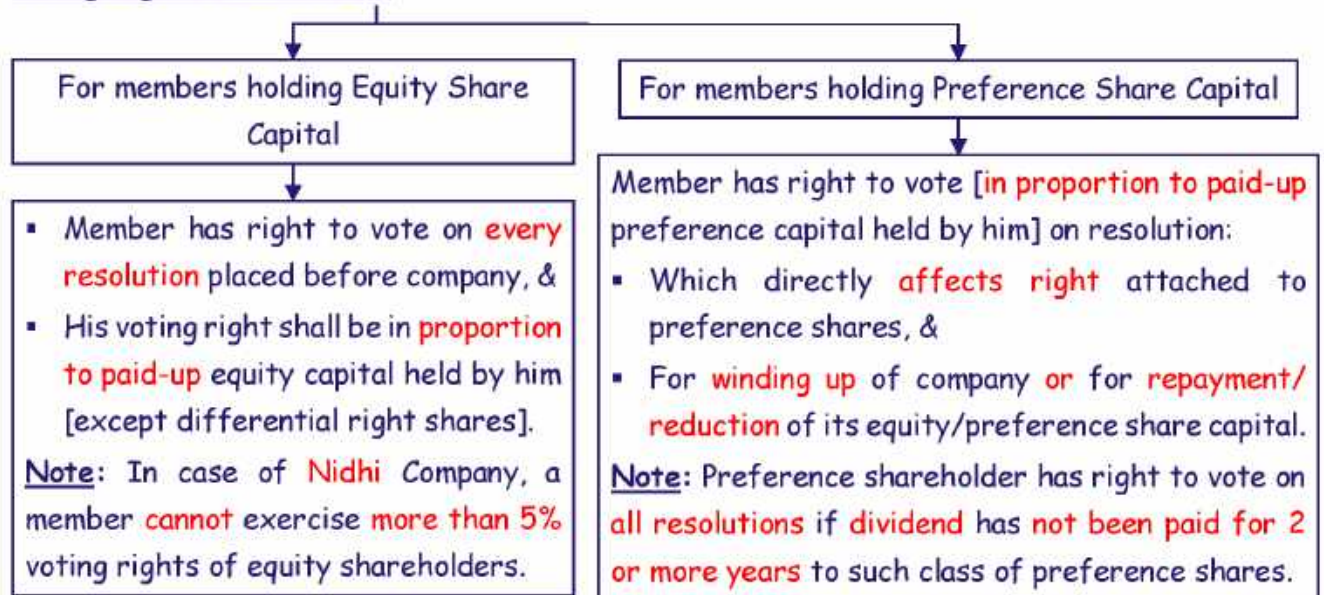 For members holding Equity Share
Capital
For members holding Preference Share Capital
▪ Member has right to vote on every
resolution placed before company, &
▪ His voting right shall be in proportion
to paid-up equity capital held by him
[except differential right shares].
Note: In case of Nidhi Company, a
member cannot exercise more than 5%
voting rights of equity shareholders.
Member has right to vote [in proportion to paid-up
preference capital held by him] on resolution:
▪ Which directly affects right attached to
preference shares, &
▪ For winding up of company or for repayment/
reduction of its equity/preference share capital.
Note: Preference shareholder has right to vote on
all resolutions if dividend has not been paid for 2
or more years to such class of preference shares.